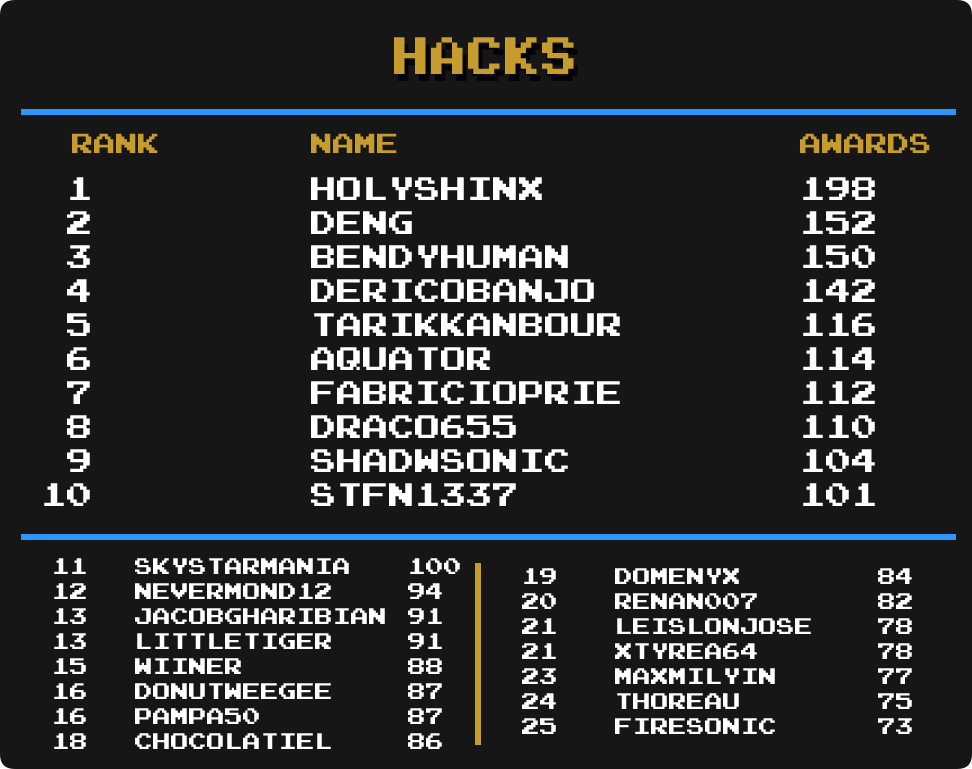 HACKS
RANK NAME AWARDS
1 HOLYSHINX 198
2 DENG 152
3 BENDYHUMAN 150
4 DERICOBANJO 142
5 TARIKKANBOUR 116
6 AQUATOR 114
7 FABRICIOPRIE 112
8 DRACO655 110
9 SHADWSONIC 104
10 STFN1337 101
11 SKYSTARMANIA 100
12 NEVERMOND12 94
13 JACOBGHARIBIAN 91
13 LITTLETIGER 91
15 WIINER 88
16 DONUTWEEGEE 87
16 PAMPA50 87
18 CHOCOLATIEL 86
19 DOMENYX 84
20 RENAN007 82
21 LEISLONJOSE 78
21 XTYREA64 78
23 MAXMILYIN 77
24 THOREAU 75
25 FIRESONIC 73